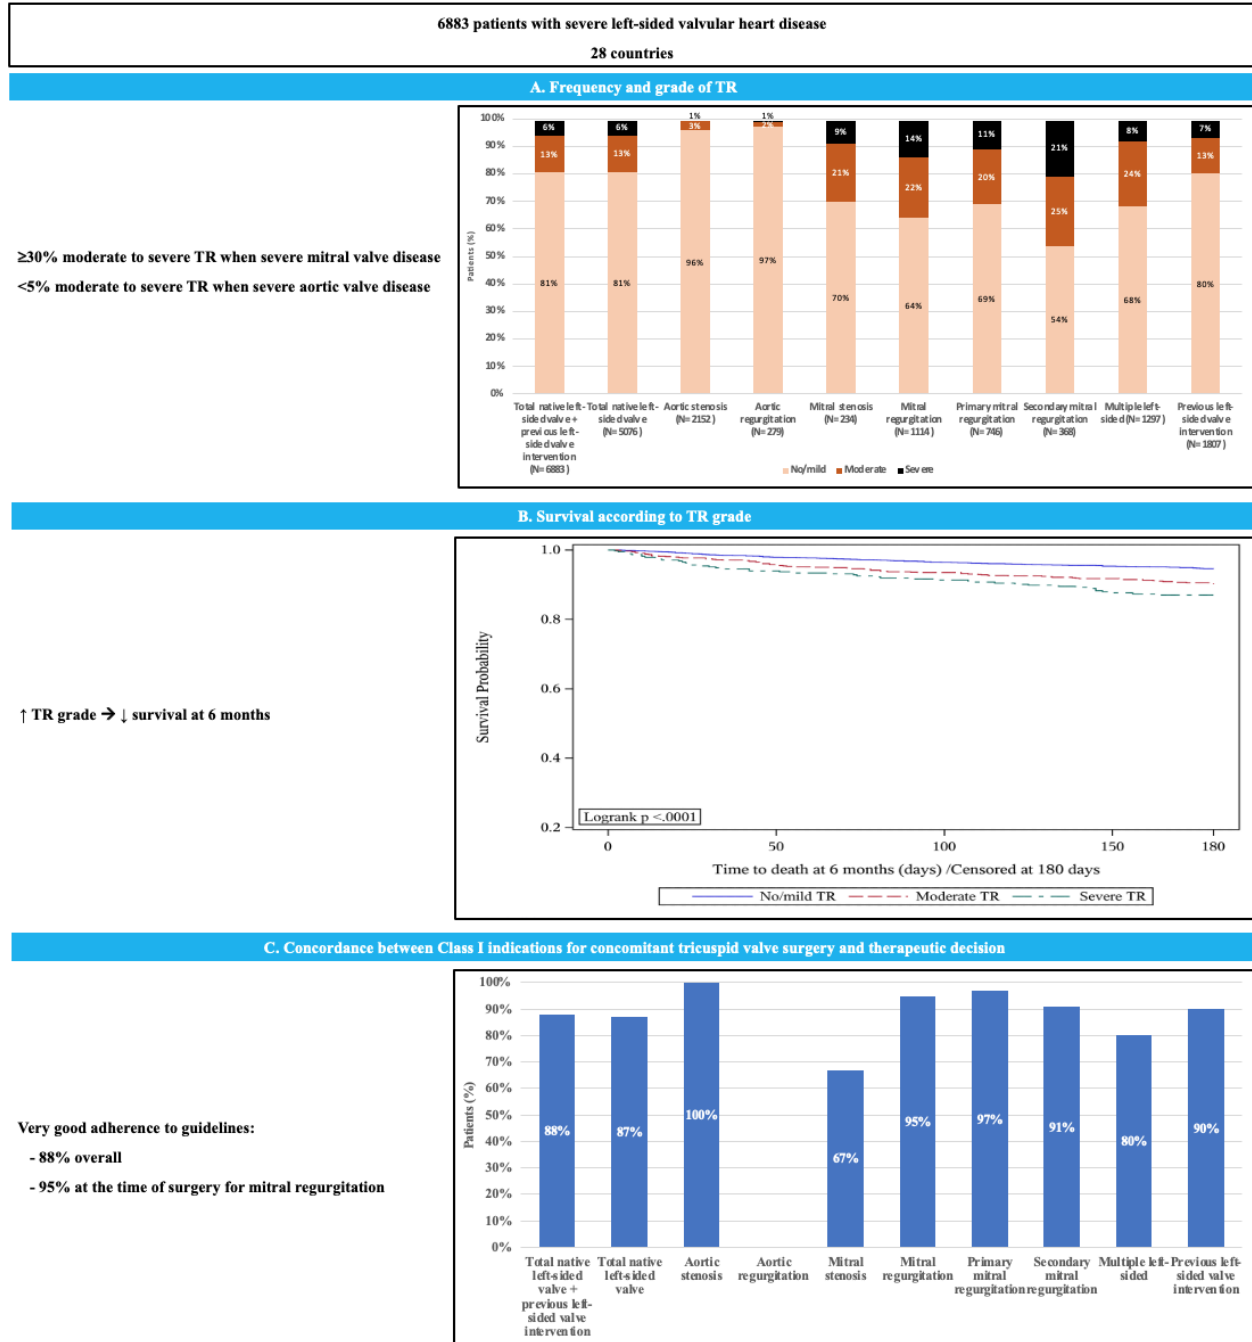 6883 patients with severe left-sided valvular heart disease
28 countries
A. Frequency and grade of TR
≥30% moderate to severe TR when severe mitral valve disease
<5% moderate to severe TR when severe aortic valve disease
100%
90%
80%
70%
60%
50%
40%
30%
20%
10%
0%
Patients (%)
6%
13%
81%
6%
13%
81%
1%
3%
96%
1%
2%
97%
9%
21%
70%
14%
22%
64%
11%
20%
69%
21%
25%
54%
8%
24%
68%
7%
13%
80%
Total native left-
sided valve +
previous left-
sided valve
intervention
(N= 6883)
Total native left-
sided valve
(N= 5076)
Aortic stenosis
(N= 2152)
Aortic
regurgitation
(N= 279)
Mitral stenosis
(N= 234)
Mitral
regurgitation
(N= 1114)
Primary mitral
regurgitation
(N= 746)
Secondary mitral
regurgitation
(N= 368)
Multiple left-
sided (N= 1297)
Previous left-
sided valve
intervention
(N= 1807)
No/mild
Moderate
Severe
B. Survival according to TR grade
↑ TR grade → ↓ survival at 6 months
1.0
0.8
0.6
0.4
0.2
Survival Probability
Logrank p <.0001
0
50
100
150
180
Time to death at 6 months (days) /Censored at 180 days
No/mild TR
Moderate TR
Severe TR
C. Concordance between Class I indications for concomitant tricuspid valve surgery and therapeutic decision
Very good adherence to guidelines:
- 88% overall
- 95% at the time of surgery for mitral regurgitation
100%
90%
80%
70%
60%
50%
40%
30%
20%
10%
0%
Patients (%)
88%
87%
100%
67%
95%
97%
91%
80%
90%
Total native
left-sided
valve +
previous left-
sided valve
intervention
Total native
left-sided
valve
Aortic
stenosis
Aortic
regurgitation
Mitral
stenosis
Mitral
regurgitation
Primary
mitral
regurgitation
Secondary
mitral
regurgitation
Multiple left-
sided
Previous left-
sided valve
intervention